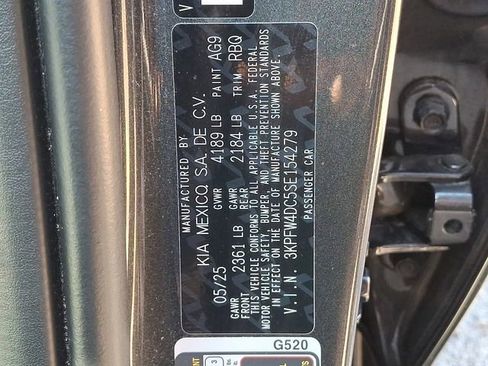 MANUFACTURED BY
KIA MEXICO, S.A. DE C.V.
05/25 GVWR 4189 LB PAINT AG9
GAWR FRONT 2361 LB GAWR REAR 2184 LB TRIM RBQ
THIS VEHICLE CONFORMS TO ALL APPLICABLE U.S.A. FEDERAL
MOTOR VEHICLE SAFETY, BUMPER, AND THEFT PREVENTION STANDARDS
IN EFFECT ON THE DATE OF MANUFACTURE SHOWN ABOVE.
V.I.N. 3KPFW4DC5SE154279
PASSENGER CAR
G520